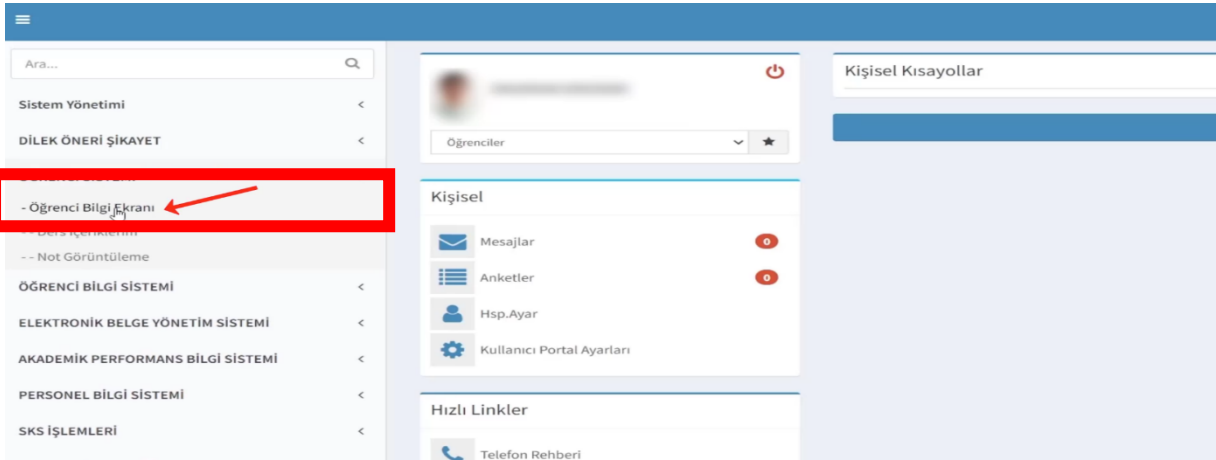 Ara...
Sistem Yönetimi
DİLEK ÖNERİ ŞİKAYET
- Öğrenci Bilgi Ekranı
- - Ders İçeriklerim
- - Not Görüntüleme
ÖĞRENCİ BİLGİ SİSTEMİ
ELEKTRONİK BELGE YÖNETİM SİSTEMİ
AKADEMİK PERFORMANS BİLGİ SİSTEMİ
PERSONEL BİLGİ SİSTEMİ
SKS İŞLEMLERİ
Öğrenciler
Kişisel
Mesajlar 0
Anketler 0
Hsp.Ayar
Kullanıcı Portal Ayarları
Hızlı Linkler
Telefon Rehberi
Kişisel Kısayollar